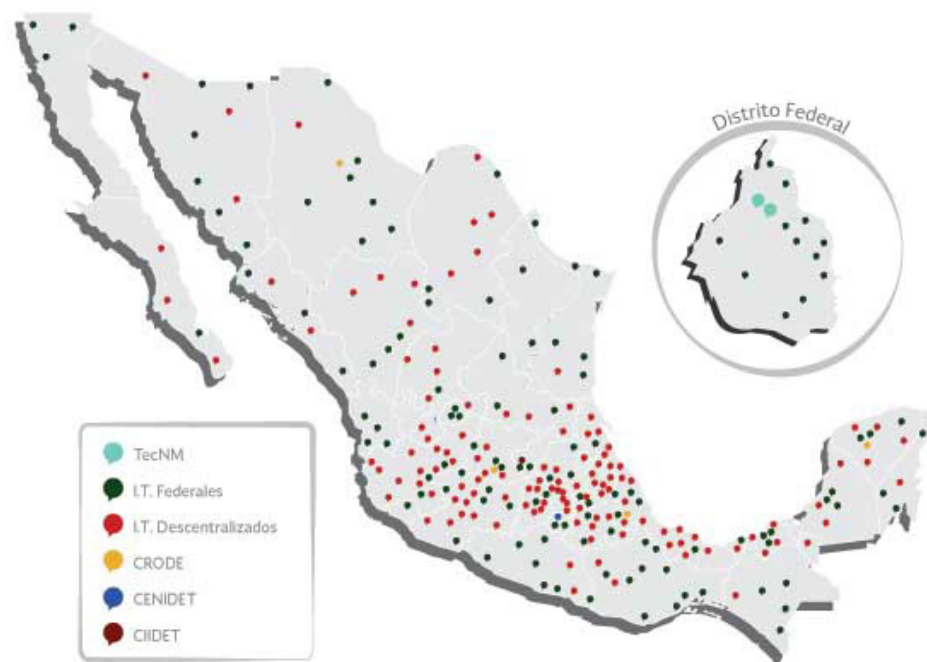 Distrito Federal
TecNM
I.T. Federales
I.T. Descentralizados
CRODE
CENIDET
CIIDET